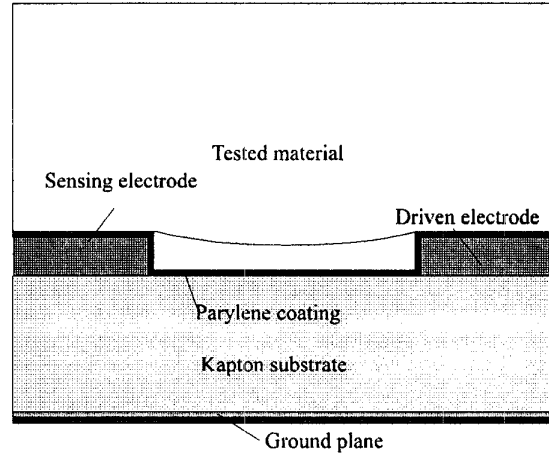 Tested material
Sensing electrode
Driven electrode
Parylene coating
Kapton substrate
Ground plane